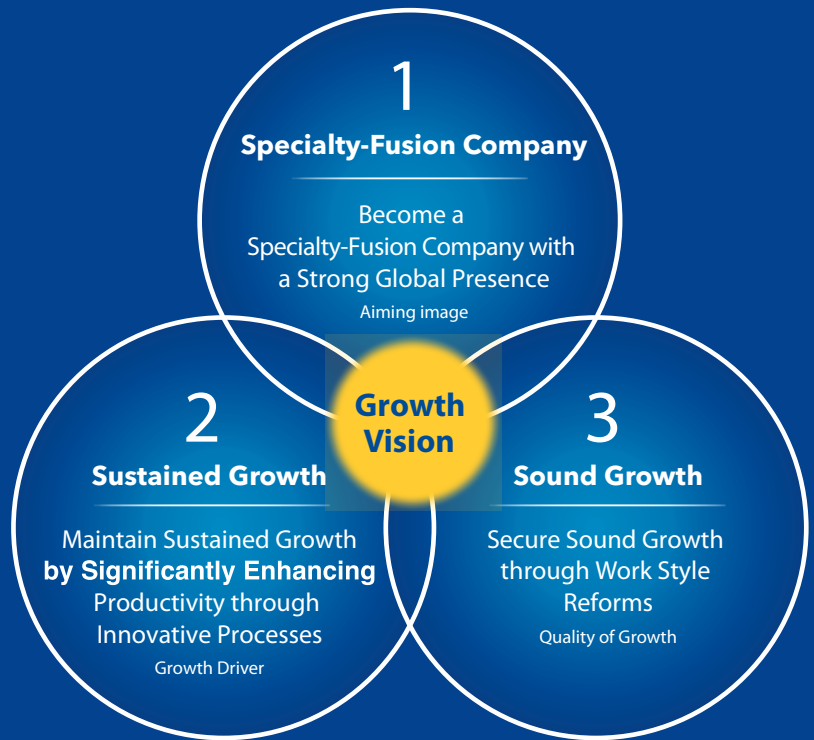 1
Specialty-Fusion Company
Become a
Specialty-Fusion Company with
a Strong Global Presence
Aiming image
Growth
Vision
2
Sustained Growth
Maintain Sustained Growth
by Significantly Enhancing
Productivity through
Innovative Processes
Growth Driver
3
Sound Growth
Secure Sound Growth
through Work Style
Reforms
Quality of Growth